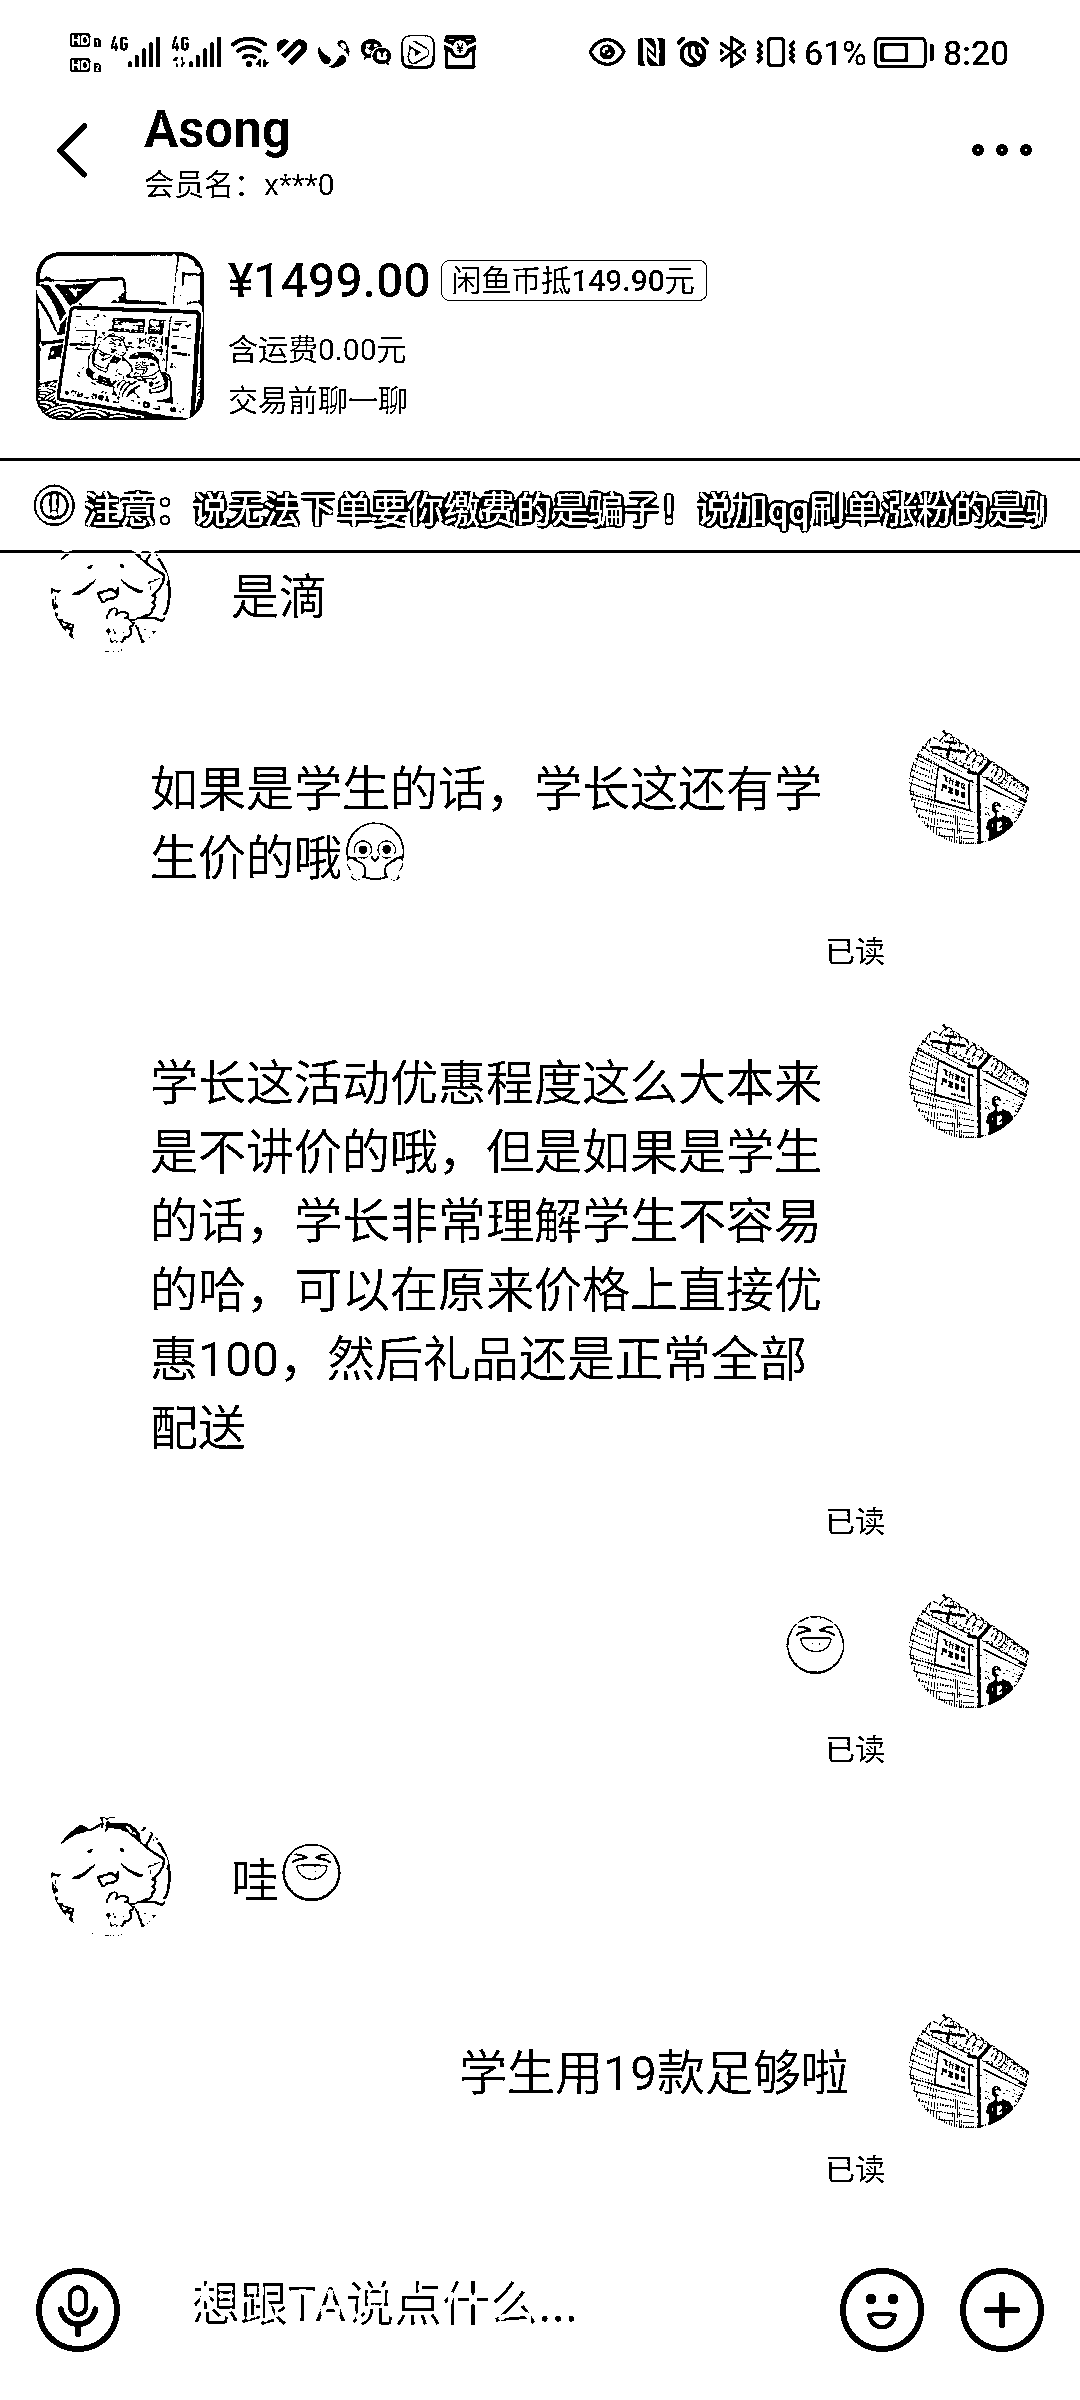 HD 1 4G 4G 61% 8:20
HD 2
Asong
会员名：x***0
¥1499.00 闲鱼币抵149.90元
含运费0.00元
交易前聊一聊
注意：说无法下单要你缴费的是骗子！说加qq刷单涨粉的是
是滴
如果是学生的话，学长这还有学
生价的哦
已读
学长这活动优惠程度这么大本来
是不讲价的哦，但是如果是学生
的话，学长非常理解学生不容易
的哈，可以在原来价格上直接优
惠100，然后礼品还是正常全部
配送
已读
已读
哇
学生用19款足够啦
已读
想跟TA说点什么...